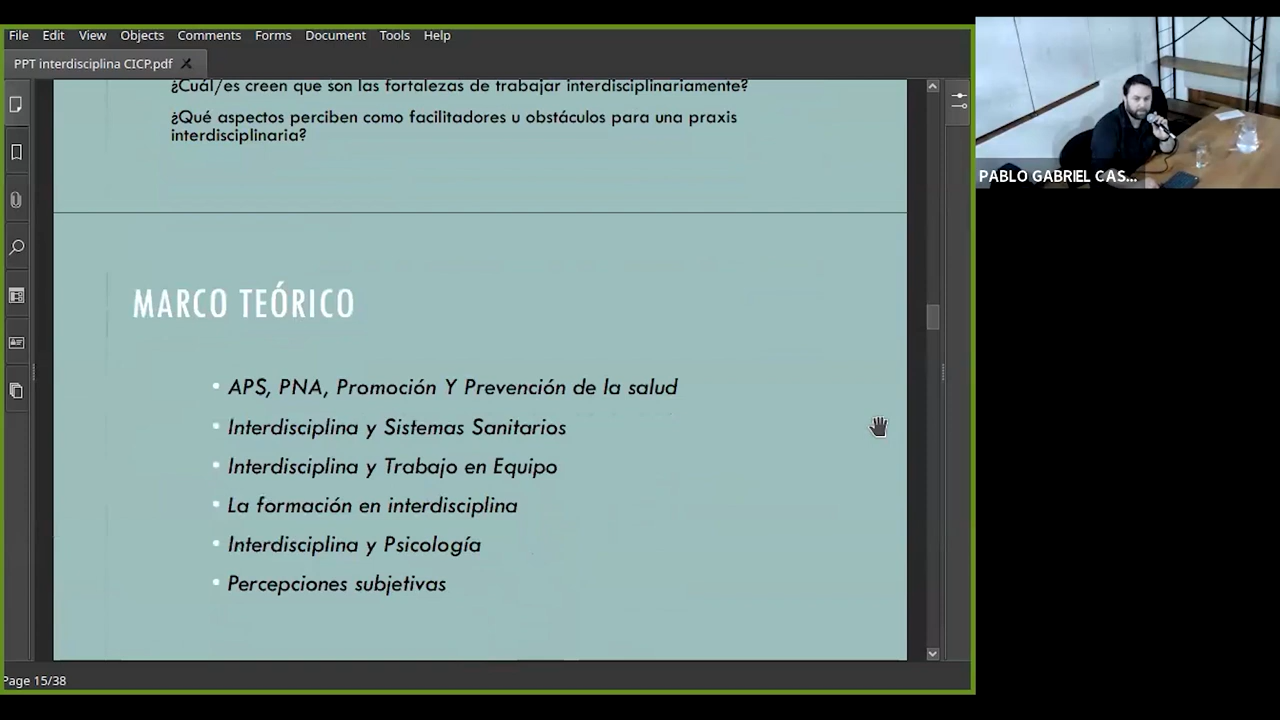 File Edit View Objects Comments Forms Document Tools Help
PPT interdisciplina CICP.pdf
¿Cuál/es creen que son las fortalezas de trabajar interdisciplinariamente?
¿Qué aspectos perciben como facilitadores u obstáculos para una praxis
interdisciplinaria?
MARCO TEÓRICO
• APS, PNA, Promoción Y Prevención de la salud
• Interdisciplina y Sistemas Sanitarios
• Interdisciplina y Trabajo en Equipo
• La formación en interdisciplina
• Interdisciplina y Psicología
• Percepciones subjetivas
Page 15/38
PABLO GABRIEL CAS...